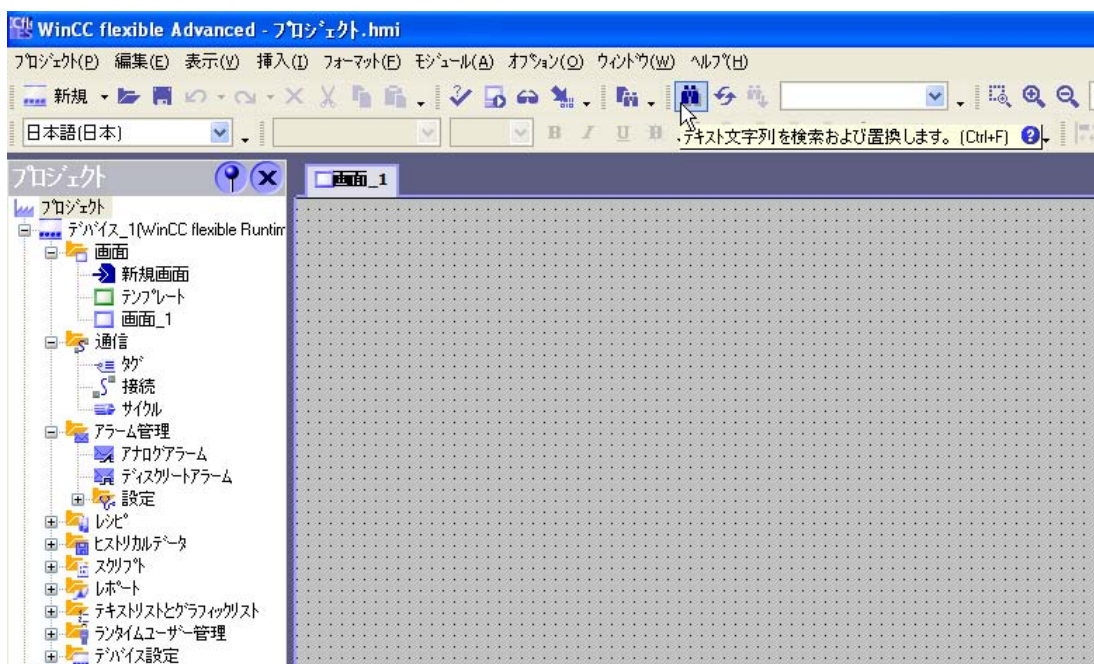 WinCC flexible Advanced - プロジェクト.hmi
プロジェクト(P) 編集(E) 表示(V) 挿入(I) フォーマット(F) モジュール(A) オプション(O) ウィンドウ(W) ヘルプ(H)
新規
日本語(日本) B I U
テキスト文字列を検索および置換します。 (Ctrl+F)
プロジェクト
画面_1
プロジェクト
デバイス_1(WinCC flexible Runtim
画面
新規画面
テンプレート
画面_1
通信
タグ
接続
サイクル
アラーム管理
アナログアラーム
ディスクリートアラーム
設定
レシピ
ヒストリカルデータ
スクリプト
レポート
テキストリストとグラフィックリスト
ランタイムユーザー管理
デバイス設定